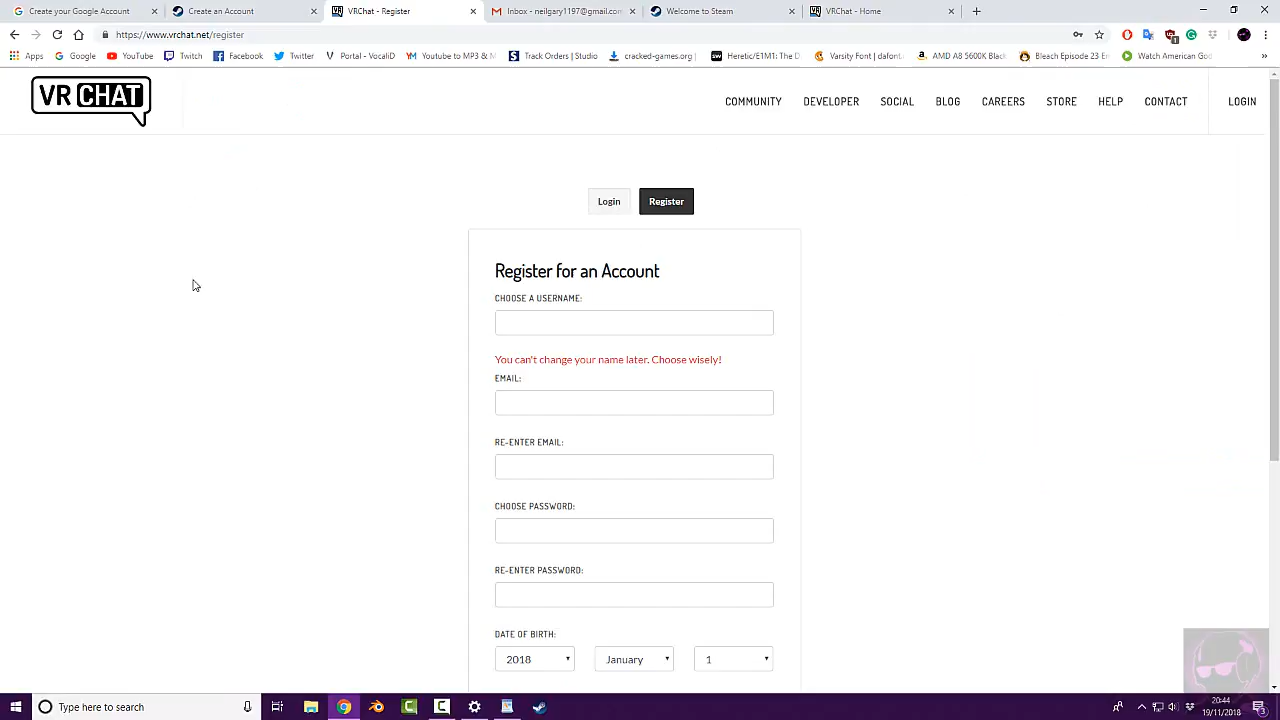 Create your Google Account
Create an Account
VRChat - Register
Inbox - neilgary1197@gmail.com
Welcome to Steam
VRChat - Home
https://www.vrchat.net/register
Apps
Google
YouTube
Twitch
Facebook
Twitter
Portal - VocaliD
Youtube to MP3 & M
Track Orders | Studio
cracked-games.org |
Heretic/E1M1: The D
Varsity Font | dafont
AMD A8 5600K Black
Bleach Episode 23 En
Watch American God
VR CHAT
COMMUNITY
DEVELOPER
SOCIAL
BLOG
CAREERS
STORE
HELP
CONTACT
LOGIN
Login
Register
Register for an Account
CHOOSE A USERNAME:
You can't change your name later. Choose wisely!
EMAIL:
RE-ENTER EMAIL:
CHOOSE PASSWORD:
RE-ENTER PASSWORD:
DATE OF BIRTH:
2018
January
1
Type here to search
20:44
19/11/2018